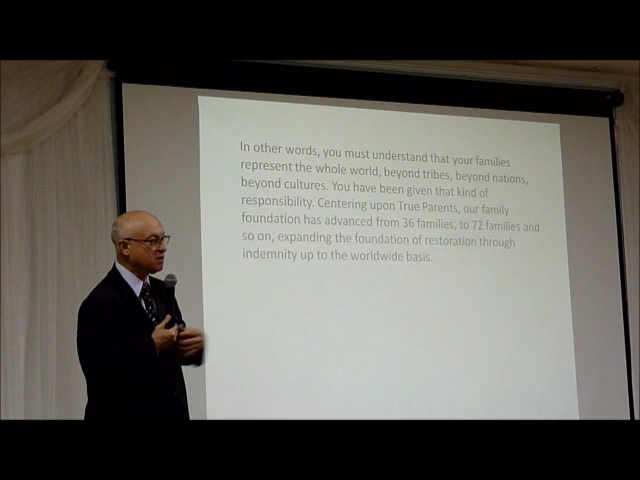 In other words, you must understand that your families
represent the whole world, beyond tribes, beyond nations,
beyond cultures. You have been given that kind of
responsibility. Centering upon True Parents, our family
foundation has advanced from 36 families, to 72 families and
so on, expanding the foundation of restoration through
indemnity up to the worldwide basis.